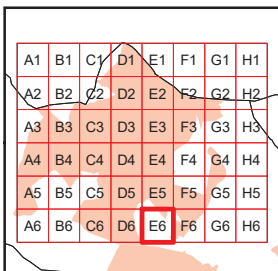 A1 B1 C1 D1 E1 F1 G1 H1
A2 B2 C2 D2 E2 F2 G2 H2
A3 B3 C3 D3 E3 F3 G3 H3
A4 B4 C4 D4 E4 F4 G4 H4
A5 B5 C5 D5 E5 F5 G5 H5
A6 B6 C6 D6 E6 F6 G6 H6